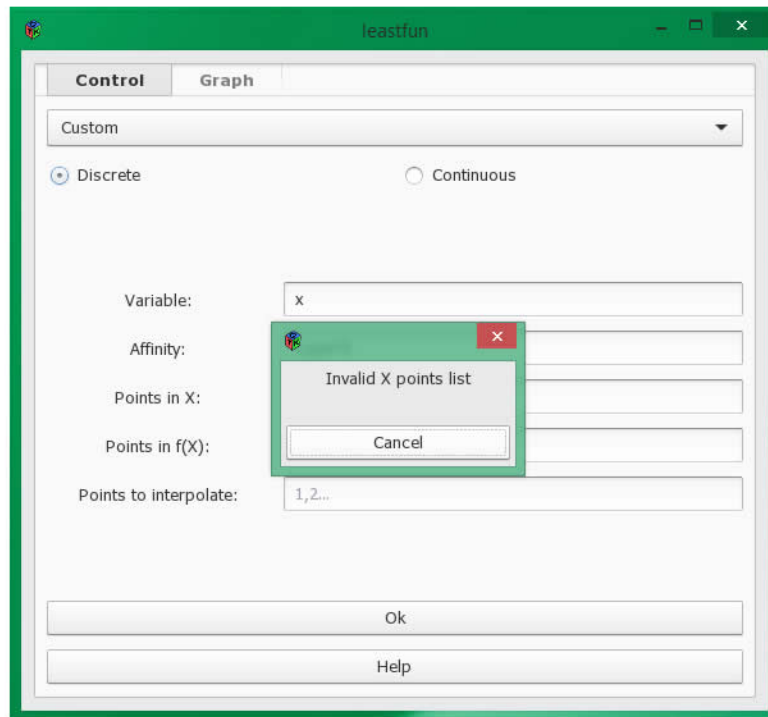 leastfun
Control Graph
Custom
Discrete Continuous
Variable: x
Affinity:
Invalid X points list
Points in X:
Cancel
Points in f(X):
Points to interpolate: 1,2...
Ok
Help